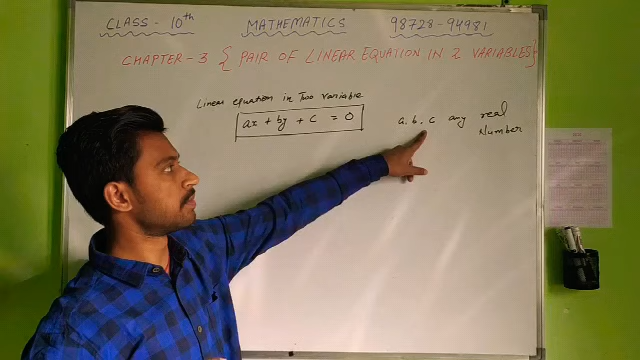 CLASS - 10th MATHEMATICS 98728-94981
CHAPTER-3 { PAIR OF LINEAR EQUATION IN 2 VARIABLES}
Linear equation in Two variable
ax + by + c = 0
a, b, c any real
Number